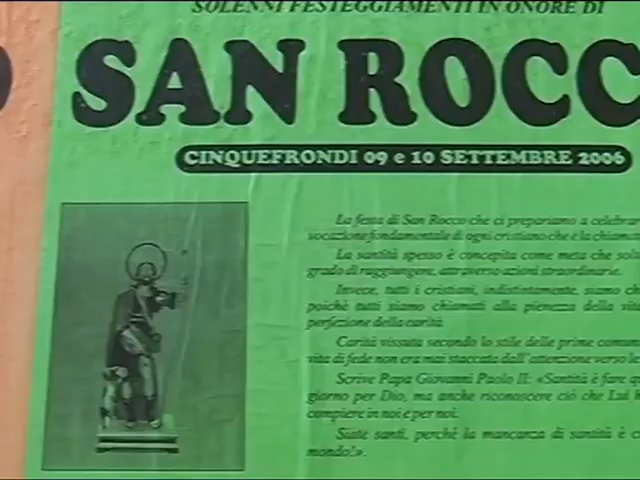 SOLENNI FESTEGGIAMENTI IN ONORE DI
SAN ROCC
CINQUEFRONDI 09 e 10 SETTEMBRE 2006
La festa di San Rocco che ci prepariamo a celebrar
vocazione fondamentale di ogni cristiano che è la chiamat
La santità spesso è concepita come meta che solo
grado di raggiungere, attraverso azioni straordinarie.
Invece, tutti i cristiani, indistintamente, siamo ch
poiché tutti siamo chiamati alla pienezza della vit
perfezione della carità.
Carità vissuta secondo lo stile delle prime comun
vita di fede non era mai staccata dall'attenzione verso l
Scrive Papa Giovanni Paolo II: «Santità è fare o
giorno per Dio, ma anche riconoscere ciò che Lui h
compiere in noi e per noi.
Siate santi, perché la mancanza di santità è c
mondo!».